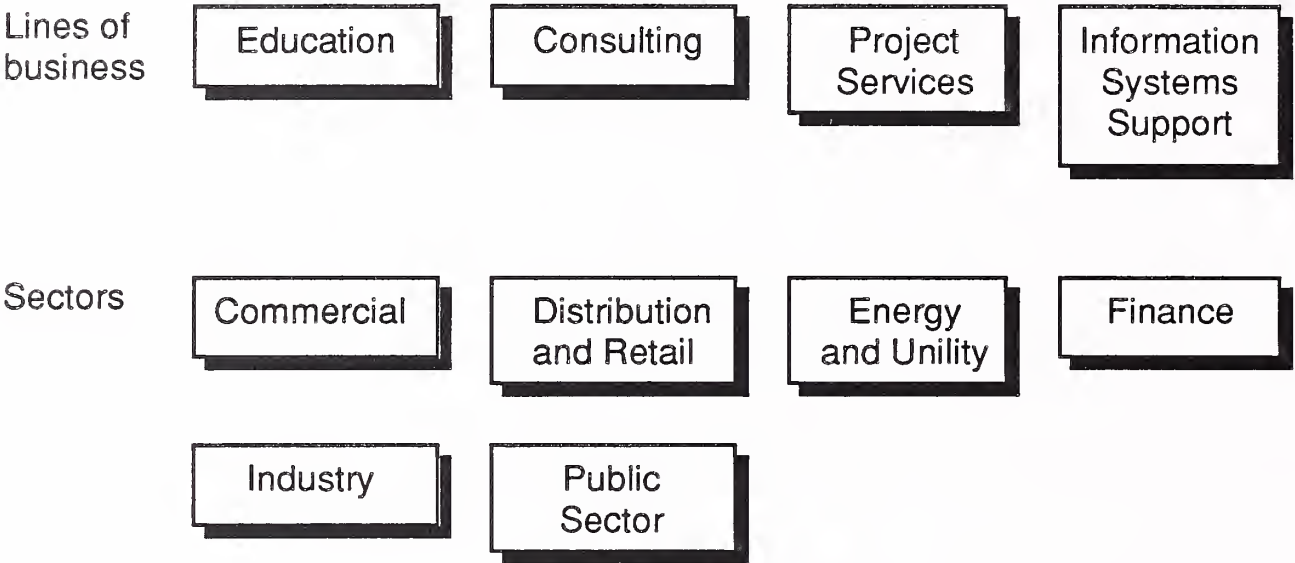 Lines of
business
Education
Consulting
Project
Services
Information
Systems
Support
Sectors
Commercial
Distribution
and Retail
Energy
and Unility
Finance
Industry
Public
Sector